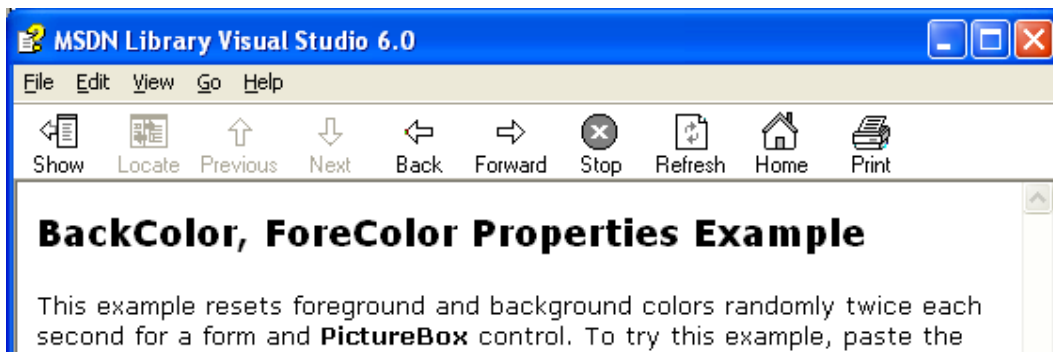 MSDN Library Visual Studio 6.0
File Edit View Go Help
Show Locate Previous Next Back Forward Stop Refresh Home Print
BackColor, ForeColor Properties Example
This example resets foreground and background colors randomly twice each
second for a form and PictureBox control. To try this example, paste the